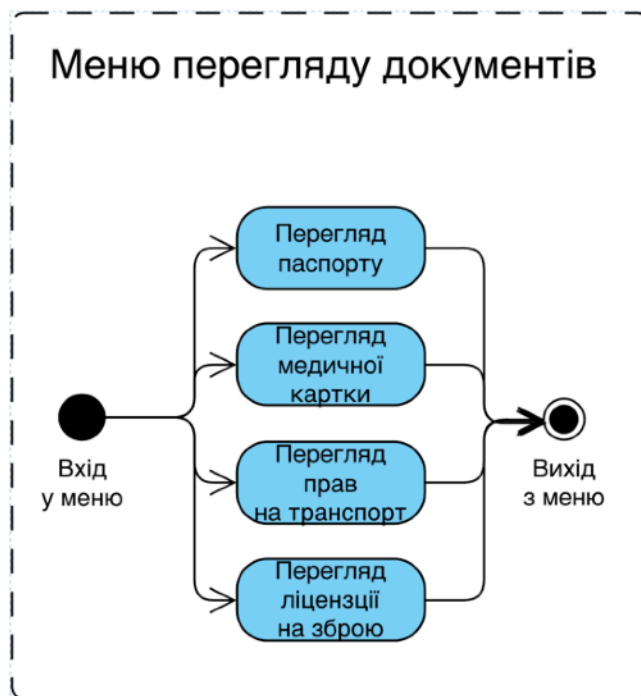 Меню перегляду документів
Перегляд
паспорту
Перегляд
медичної
картки
Вхід
у меню
Перегляд
прав
на транспорт
Вихід
з меню
Перегляд
ліцензції
на зброю